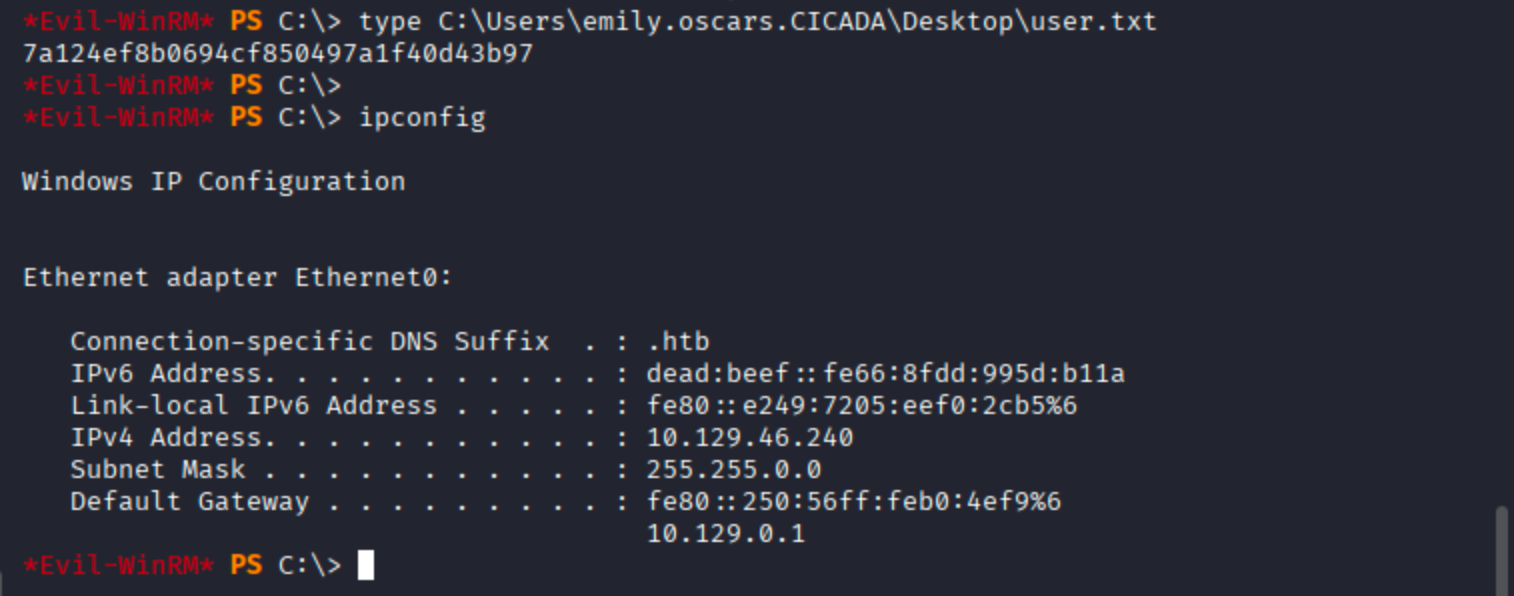 *Evil-WinRM* PS C:\> type C:\Users\emily.oscars.CICADA\Desktop\user.txt
7a124ef8b0694cf850497a1f40d43b97
*Evil-WinRM* PS C:\>
*Evil-WinRM* PS C:\> ipconfig
Windows IP Configuration
Ethernet adapter Ethernet0:
Connection-specific DNS Suffix  . : .htb
IPv6 Address. . . . . . . . . . . : dead:beef::fe66:8fdd:995d:b11a
Link-local IPv6 Address . . . . . : fe80::e249:7205:eef0:2cb5%6
IPv4 Address. . . . . . . . . . . : 10.129.46.240
Subnet Mask . . . . . . . . . . . : 255.255.0.0
Default Gateway . . . . . . . . . : fe80::250:56ff:feb0:4ef9%6
10.129.0.1
*Evil-WinRM* PS C:\>